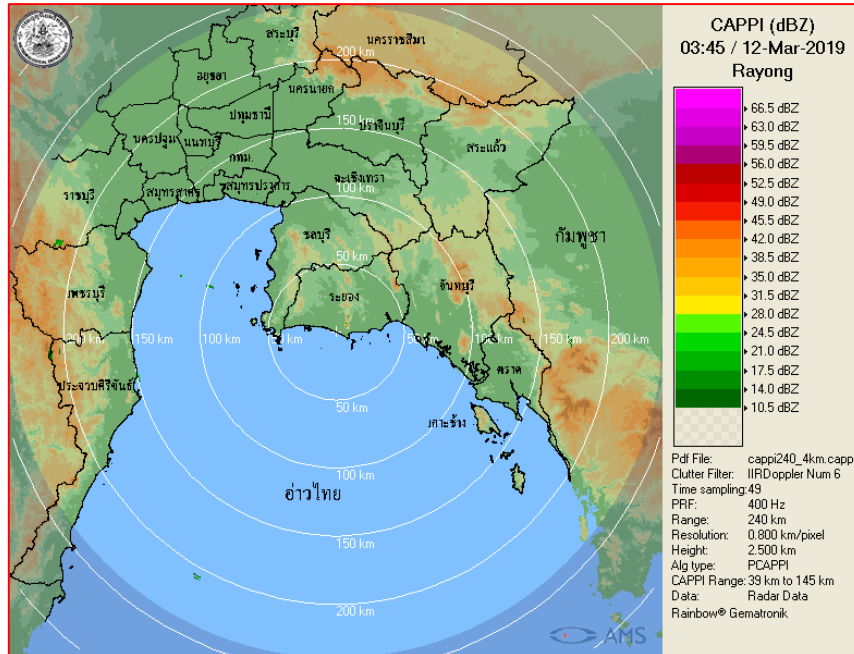 CAPPI (dBZ)
03:45 / 12-Mar-2019
Rayong
66.5 dBZ
63.0 dBZ
59.5 dBZ
56.0 dBZ
52.5 dBZ
49.0 dBZ
45.5 dBZ
42.0 dBZ
38.5 dBZ
35.0 dBZ
31.5 dBZ
28.0 dBZ
24.5 dBZ
21.0 dBZ
17.5 dBZ
14.0 dBZ
10.5 dBZ
Pdf File: cappi240_4km.capp
Clutter Filter: IIRDoppler Num 6
Time sampling:49
PRF: 400 Hz
Range: 240 km
Resolution: 0.800 km/pixel
Height: 2.500 km
Alg type: PCAPPI
CAPPI Range: 39 km to 145 km
Data: Radar Data
Rainbow® Gematronik
สระบุรี
นครราชสีมา
200 km
อยุธยา
นครนายก
ปทุมธานี
150 km
ปราจีนบุรี
นครปฐม
นนทบุรี
สระแก้ว
กทม.
ฉะเชิงเทรา
ราชบุรี
สมุทรสาคร
สมุทรปราการ
100 km
ชลบุรี
กัมพูชา
50 km
จันทบุรี
เพชรบุรี
ระยอง
200 km
150 km
100 km
50 km
100 km
150 km
200 km
ตราด
ประจวบคีรีขันธ์
50 km
เกาะช้าง
100 km
อ่าวไทย
150 km
200 km
AMS